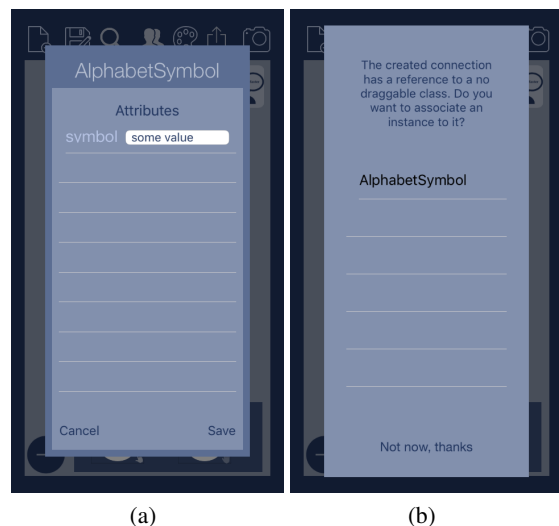 AlphabetSymbol
Attributes
symbol some value
Cancel Save
(a)
The created connection
has a reference to a no
draggable class. Do you
want to associate an
instance to it?
AlphabetSymbol
Not now, thanks
(b)